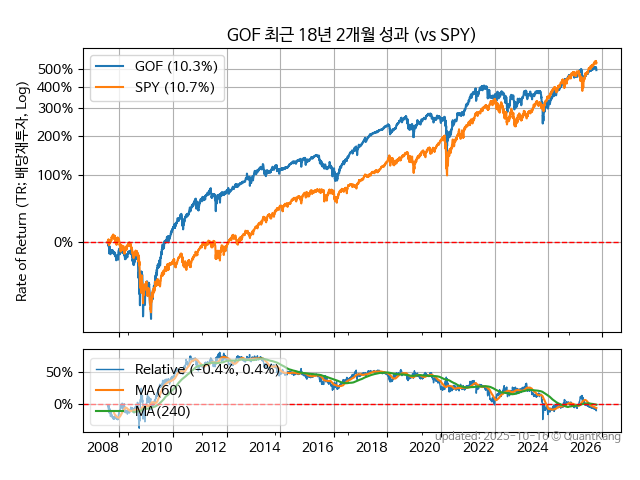 GOF 최근 18년 2개월 성과 (vs SPY)
Rate of Return (TR; 배당재투자, Log)
500%
400%
300%
200%
100%
0%
GOF (10.3%)
SPY (10.7%)
50%
0%
Relative (−0.4%, 0.4%)
MA(60)
MA(240)
2008 2010 2012 2014 2016 2018 2020 2022 2024 2026
Updated: 2025-10-16 © QuantKang